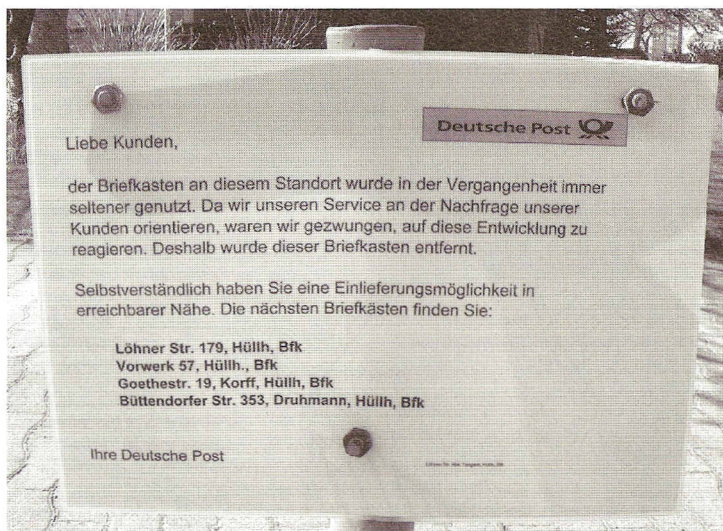 Deutsche Post
Liebe Kunden,
der Briefkasten an diesem Standort wurde in der Vergangenheit immer
seltener genutzt. Da wir unseren Service an der Nachfrage unserer
Kunden orientieren, waren wir gezwungen, auf diese Entwicklung zu
reagieren. Deshalb wurde dieser Briefkasten entfernt.
Selbstverständlich haben Sie eine Einlieferungsmöglichkeit in
erreichbarer Nähe. Die nächsten Briefkästen finden Sie:
Löhner Str. 179, Hüllh, Bfk
Vorwerk 57, Hüllh., Bfk
Goethestr. 19, Korff, Hüllh, Bfk
Büttendorfer Str. 353, Druhmann, Hüllh, Bfk
Ihre Deutsche Post